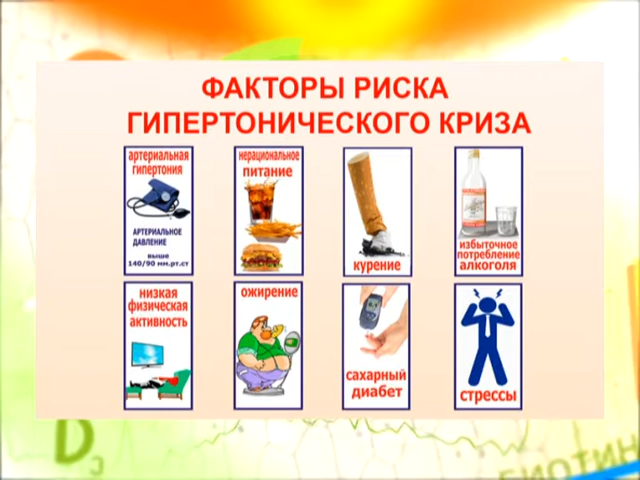 ФАКТОРЫ РИСКА
ГИПЕРТОНИЧЕСКОГО КРИЗА
артериальная
гипертония
АРТЕРИАЛЬНОЕ
ДАВЛЕНИЕ
выше
140/90 мм.рт.ст
нерациональное
питание
курение
избыточное
потребление
алкоголя
низкая
физическая
активность
ожирение
сахарный
диабет
стрессы
D
БИОТИН